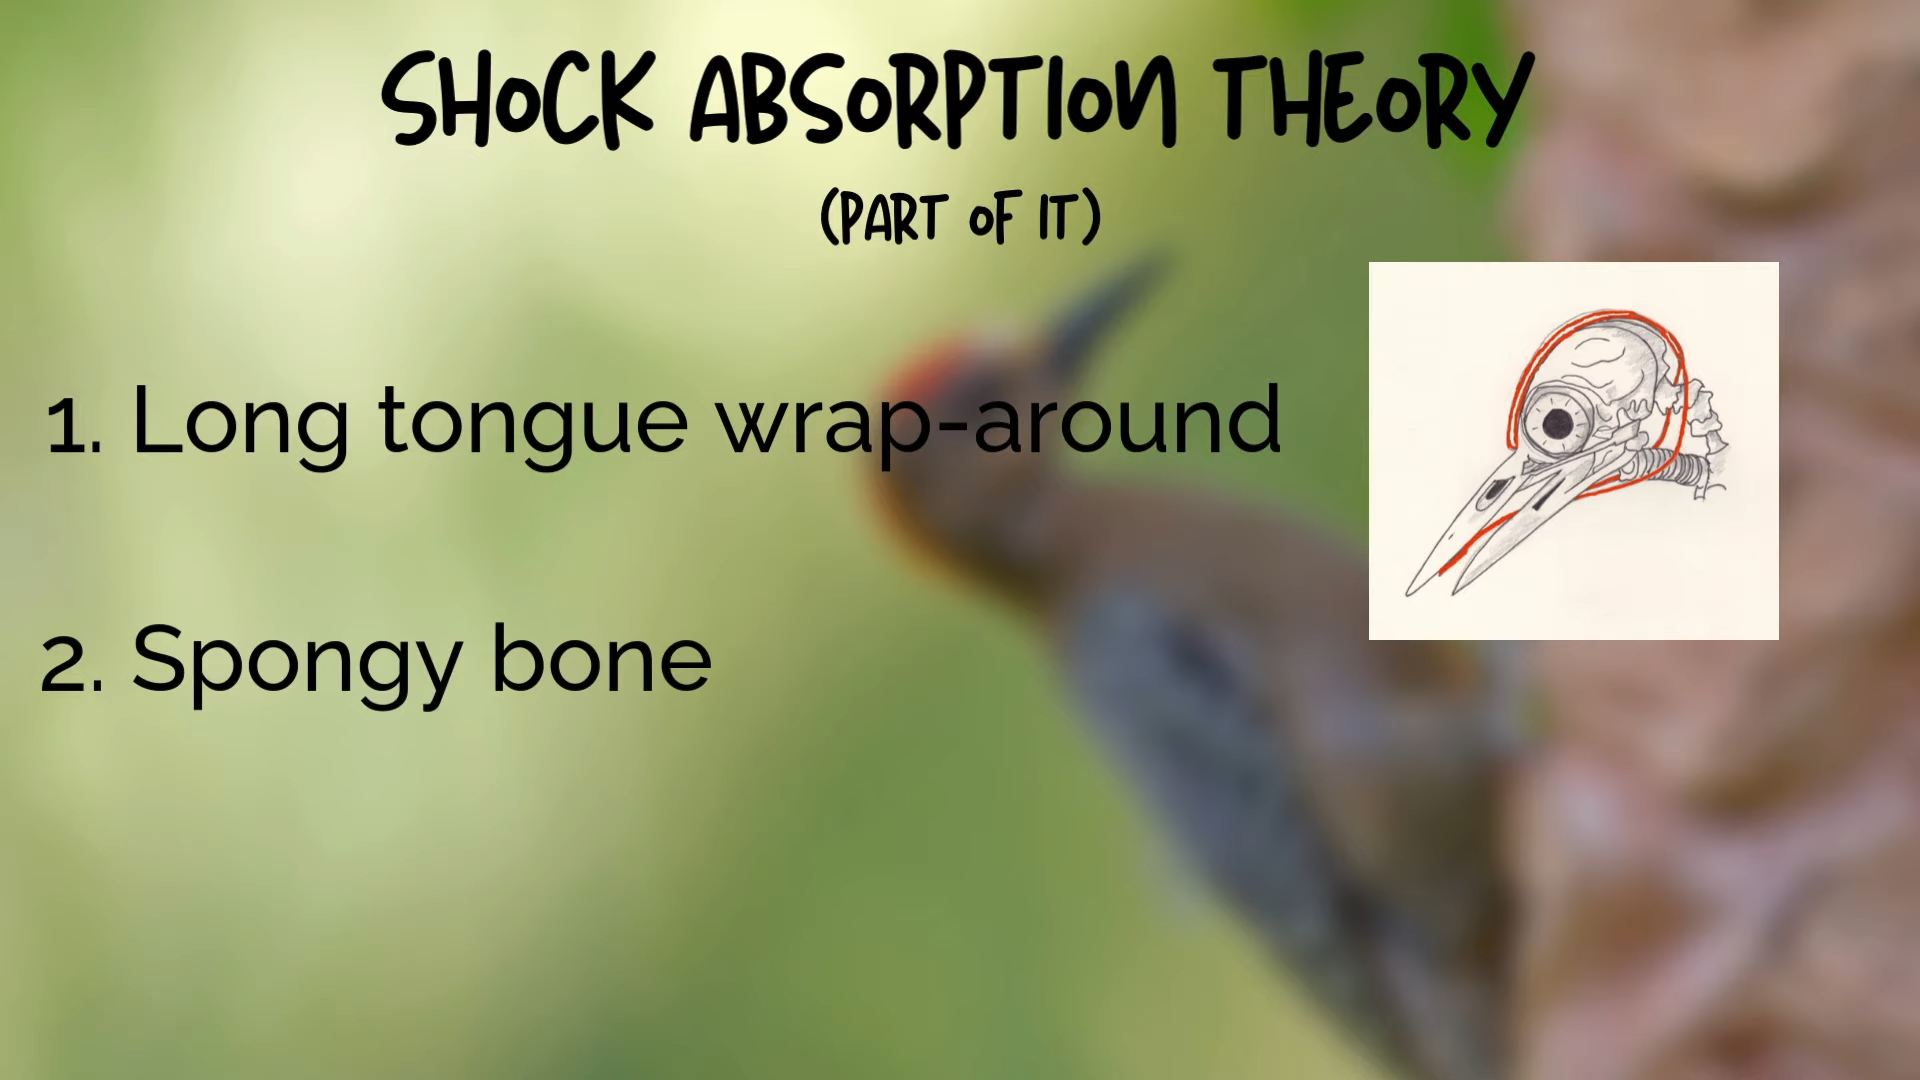 SHOCK ABSORPTION THEORY
(PART OF IT)
1. Long tongue wrap-around
2. Spongy bone